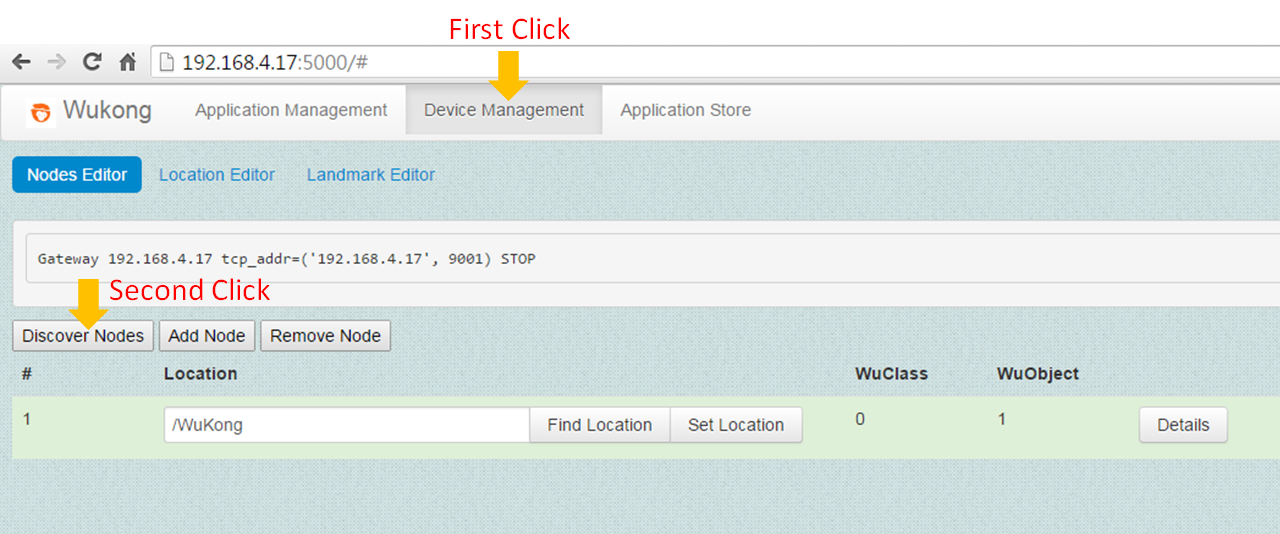 First Click
192.168.4.17:5000/#
Wukong Application Management Device Management Application Store
Nodes Editor Location Editor Landmark Editor
Gateway 192.168.4.17 tcp_addr=('192.168.4.17', 9001) STOP
Second Click
Discover Nodes Add Node Remove Node
# Location WuClass WuObject
1 /WuKong Find Location Set Location 0 1 Details